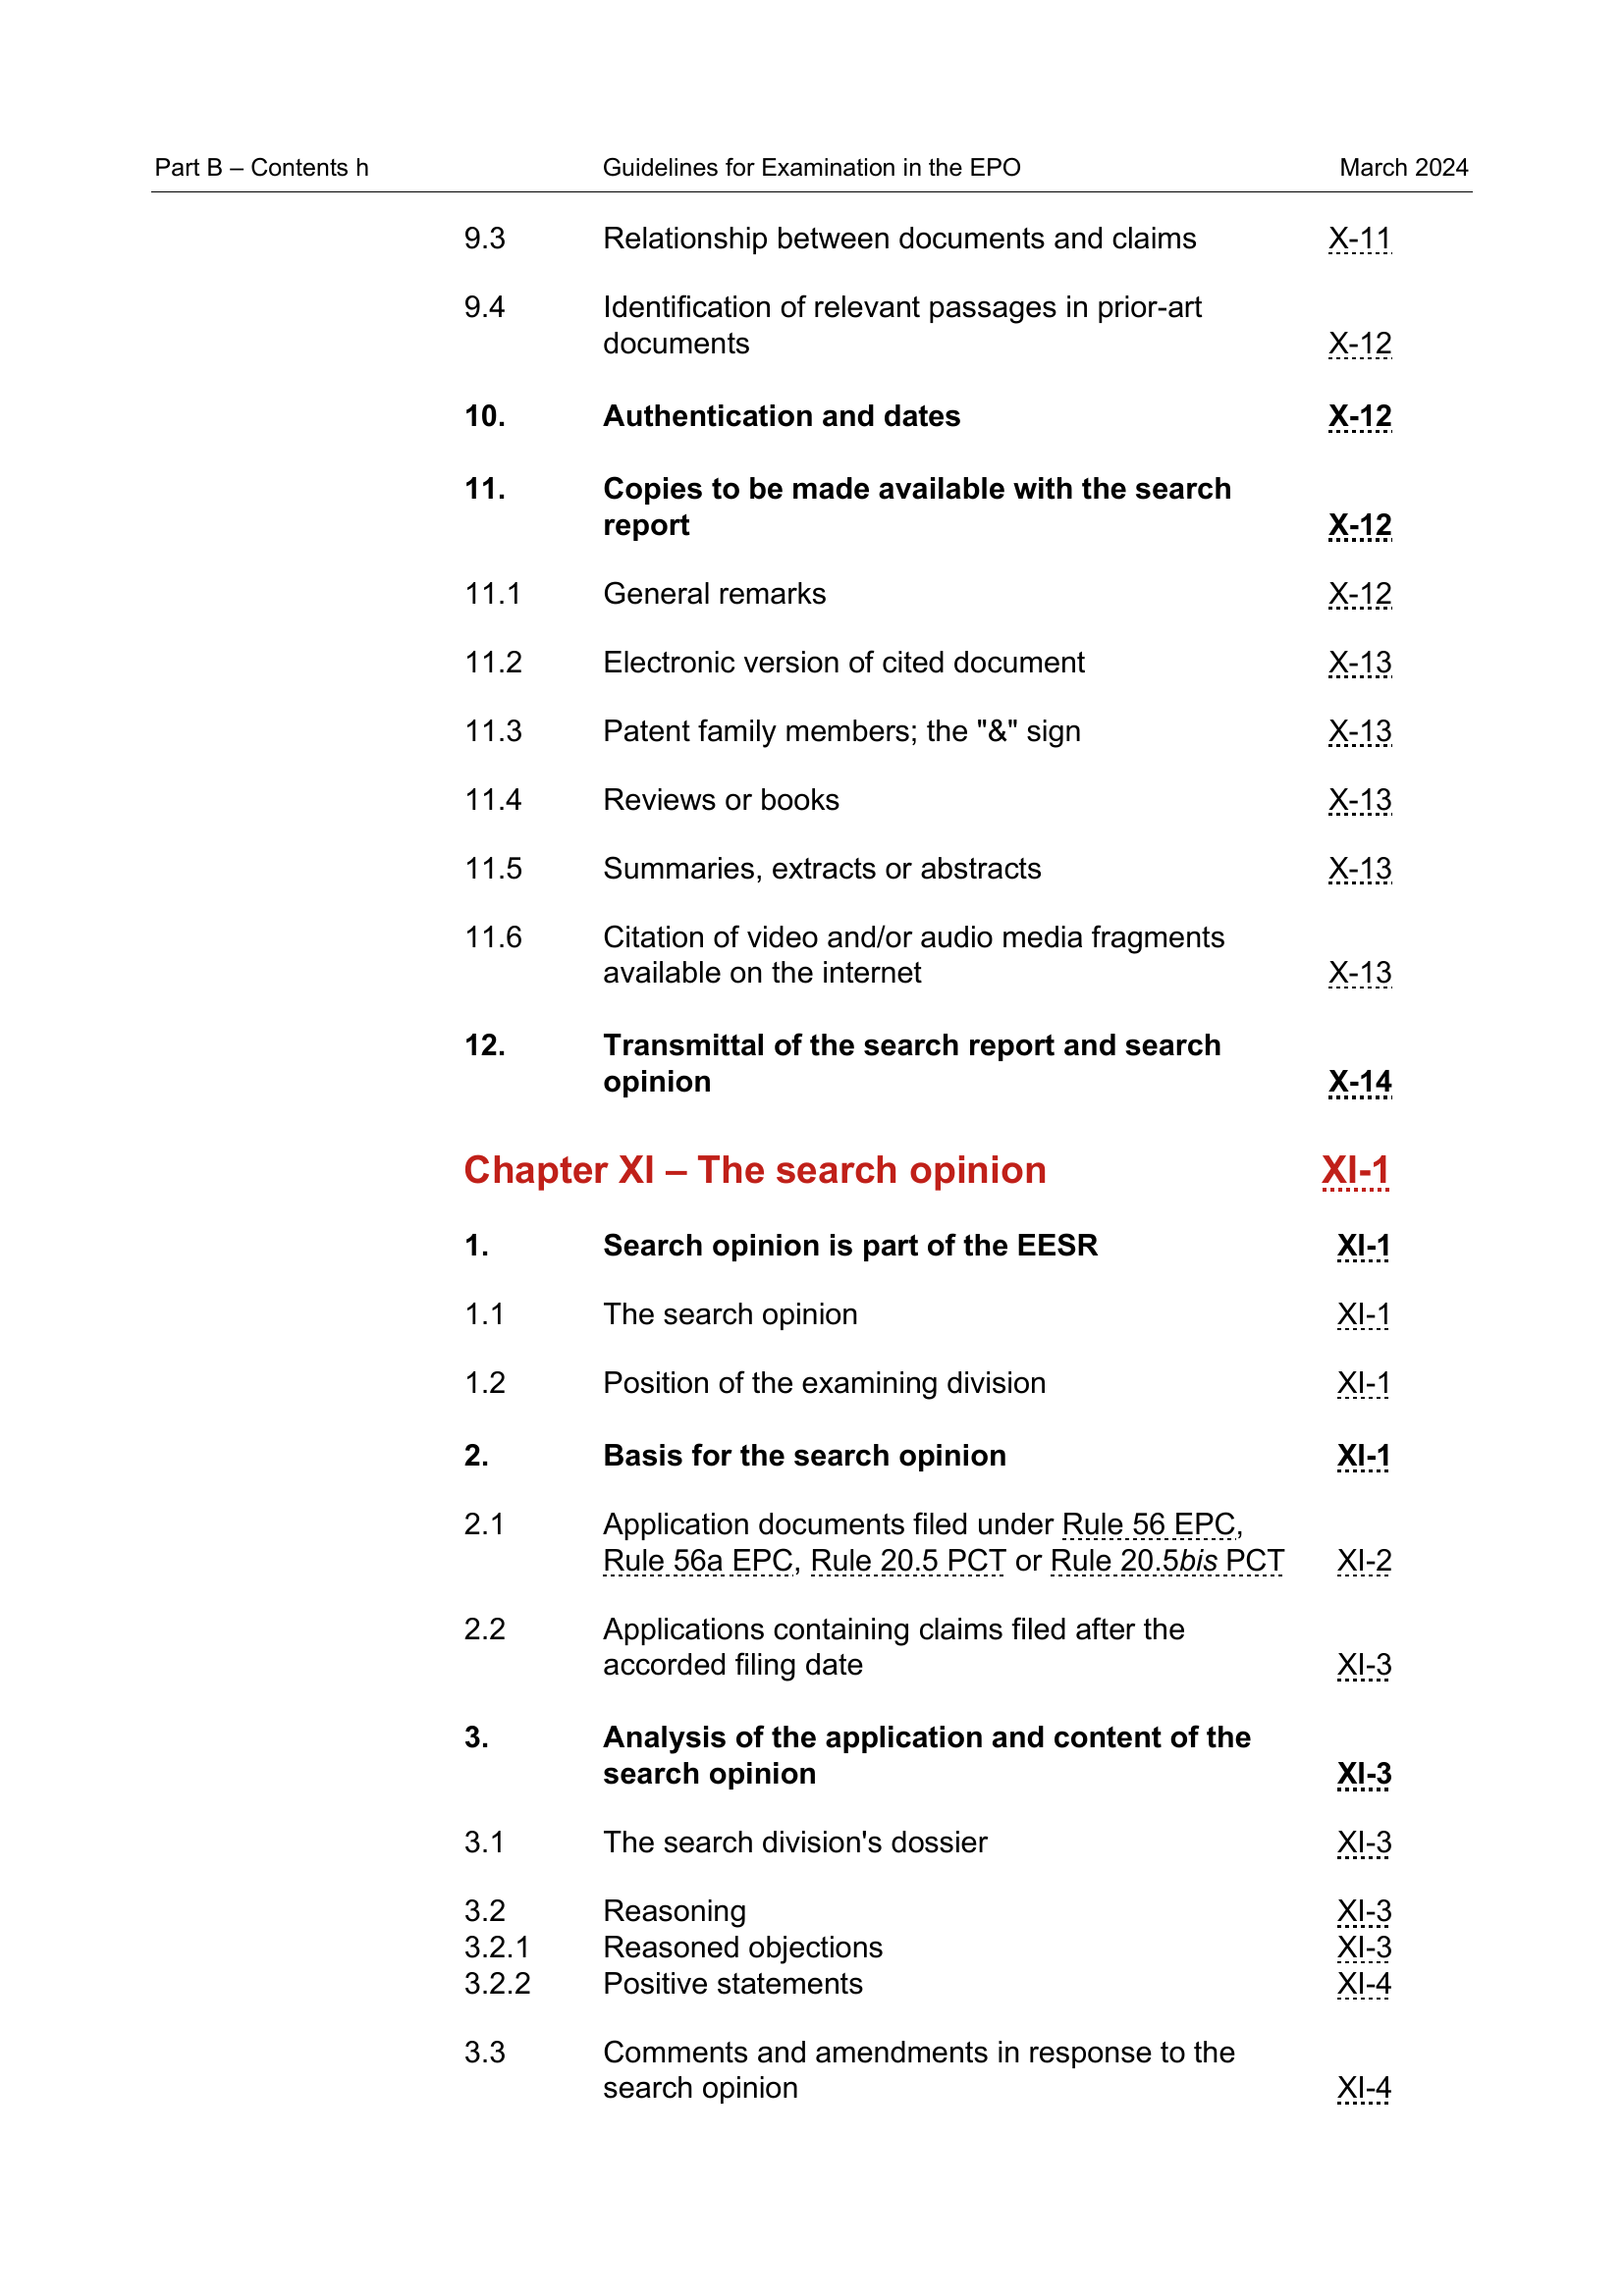 Part B – Contents h Guidelines for Examination in the EPO March 2024
9.3 Relationship between documents and claims X-11
9.4 Identification of relevant passages in prior-art
documents X-12
10. Authentication and dates X-12
11. Copies to be made available with the search
report X-12
11.1 General remarks X-12
11.2 Electronic version of cited document X-13
11.3 Patent family members; the "&" sign X-13
11.4 Reviews or books X-13
11.5 Summaries, extracts or abstracts X-13
11.6 Citation of video and/or audio media fragments
available on the internet X-13
12. Transmittal of the search report and search
opinion X-14
Chapter XI – The search opinion XI-1
1. Search opinion is part of the EESR XI-1
1.1 The search opinion XI-1
1.2 Position of the examining division XI-1
2. Basis for the search opinion XI-1
2.1 Application documents filed under Rule 56 EPC,
Rule 56a EPC, Rule 20.5 PCT or Rule 20.5bis PCT XI-2
2.2 Applications containing claims filed after the
accorded filing date XI-3
3. Analysis of the application and content of the
search opinion XI-3
3.1 The search division's dossier XI-3
3.2 Reasoning XI-3
3.2.1 Reasoned objections XI-3
3.2.2 Positive statements XI-4
3.3 Comments and amendments in response to the
search opinion XI-4